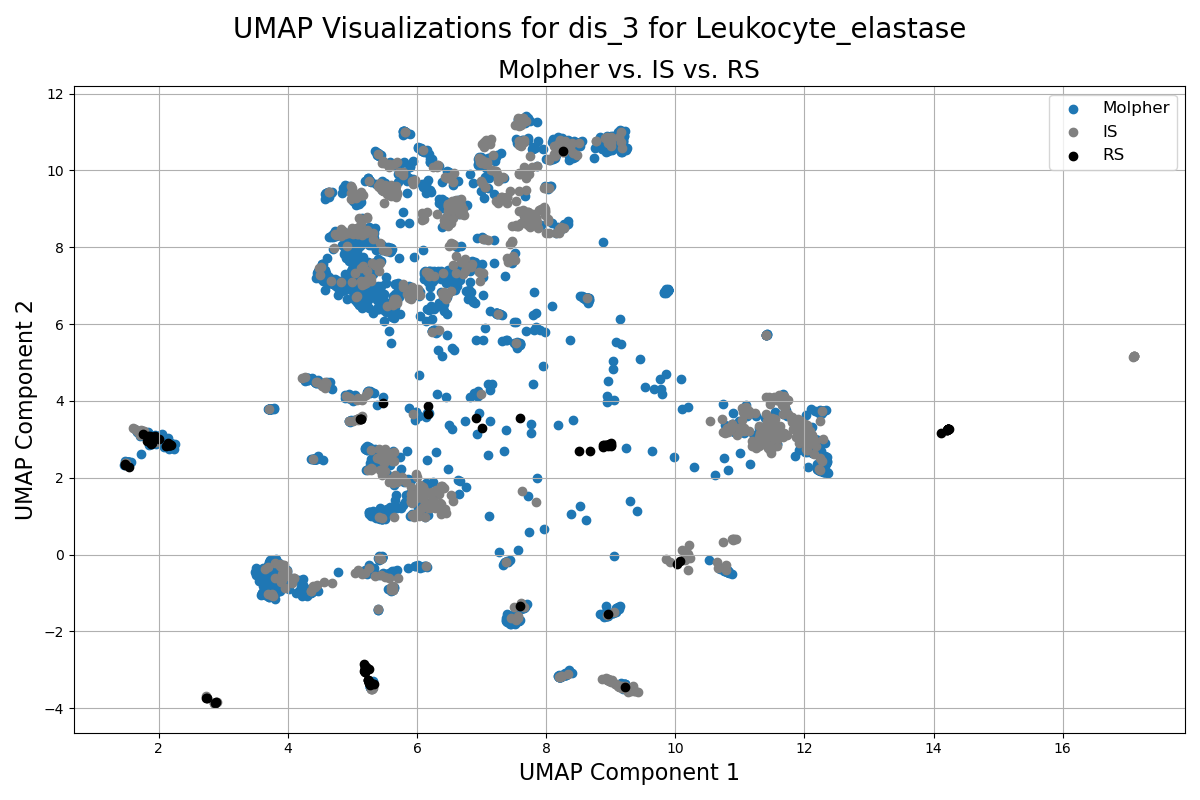 UMAP Visualizations for dis_3 for Leukocyte_elastase
Molpher vs. IS vs. RS
Molpher
IS
RS
UMAP Component 2
12
10
8
6
4
2
0
−2
−4
2 4 6 8 10 12 14 16
UMAP Component 1